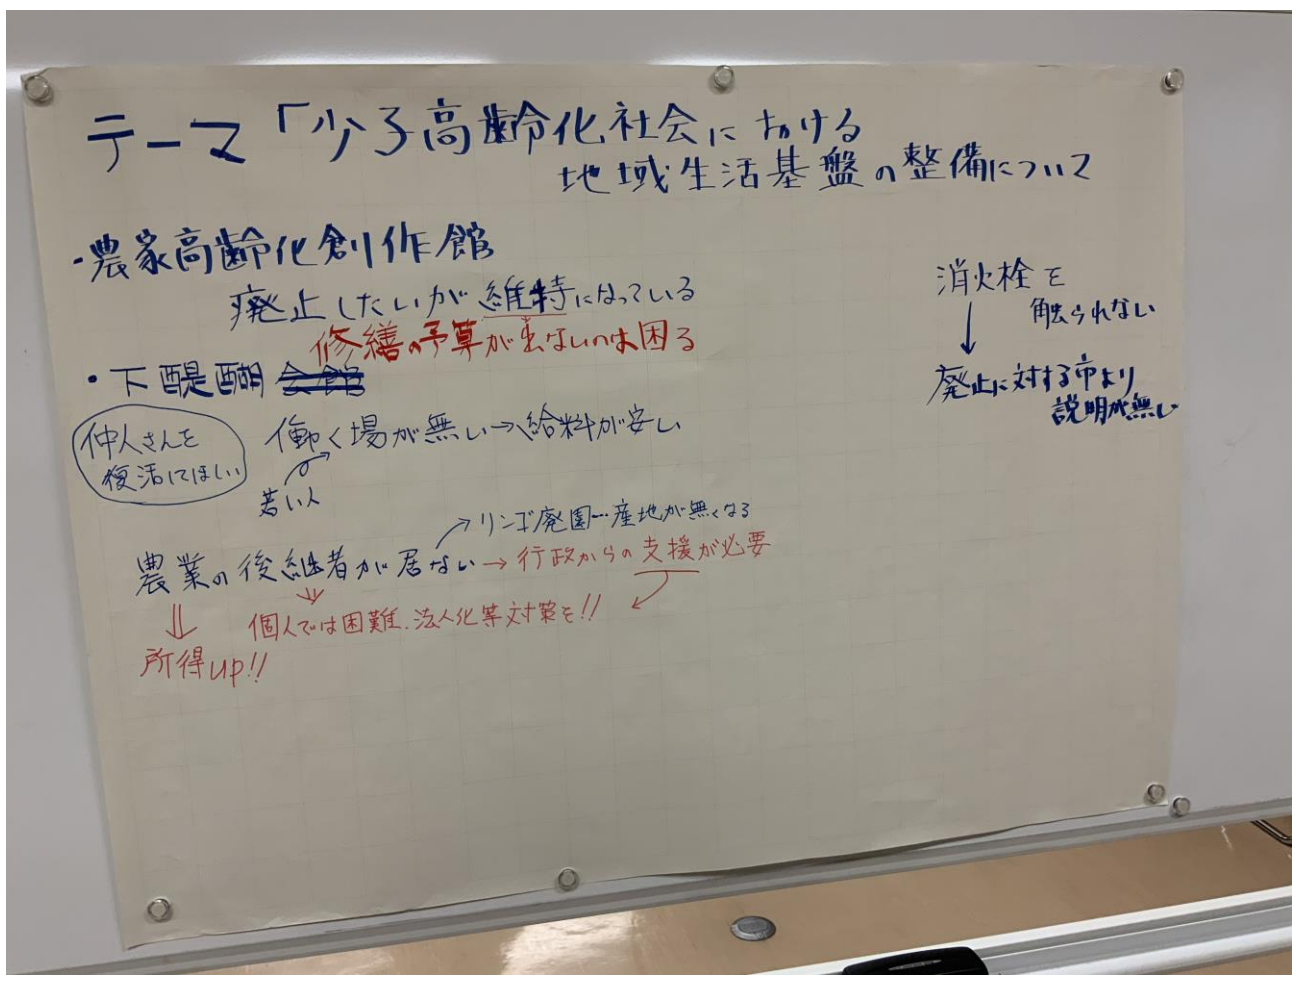 テーマ「少子高齢化社会における
地域生活基盤の整備について
・農家高齢化創作館
廃止したいが維持になっている
修繕の予算が出ないのは困る
・下醍醐
仲人さんを
復活してほしい
働く場が無い→給料が安い
若い人
→リンゴ廃園…産地が無くなる
農業の後継者が居ない→行政からの支援が必要
個人では困難、法人化等対策を!!
所得up!!
消火栓を
触られない
廃止に対する市より
説明が無い